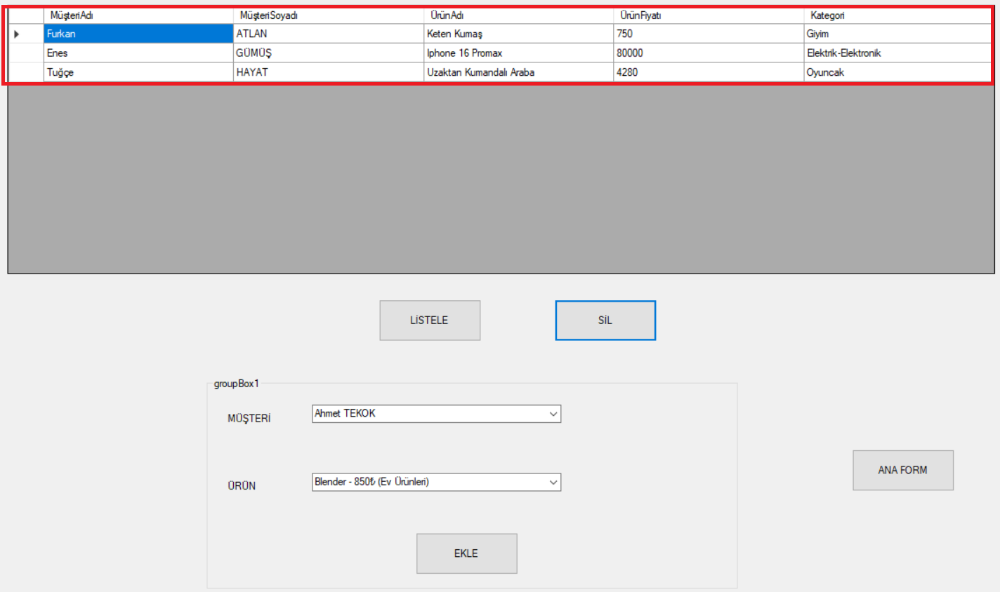 MüşteriAdı MüşteriSoyadı ÜrünAdı ÜrünFiyatı Kategori
Furkan ATLAN Keten Kumaş 750 Giyim
Enes GÜMÜŞ Iphone 16 Promax 80000 Elektrik-Elektronik
Tuğçe HAYAT Uzaktan Kumandalı Araba 4280 Oyuncak
LİSTELE SİL
groupBox1
MÜŞTERİ Ahmet TEKOK
ANA FORM
ÜRÜN Blender - 850₺ (Ev Ürünleri)
EKLE